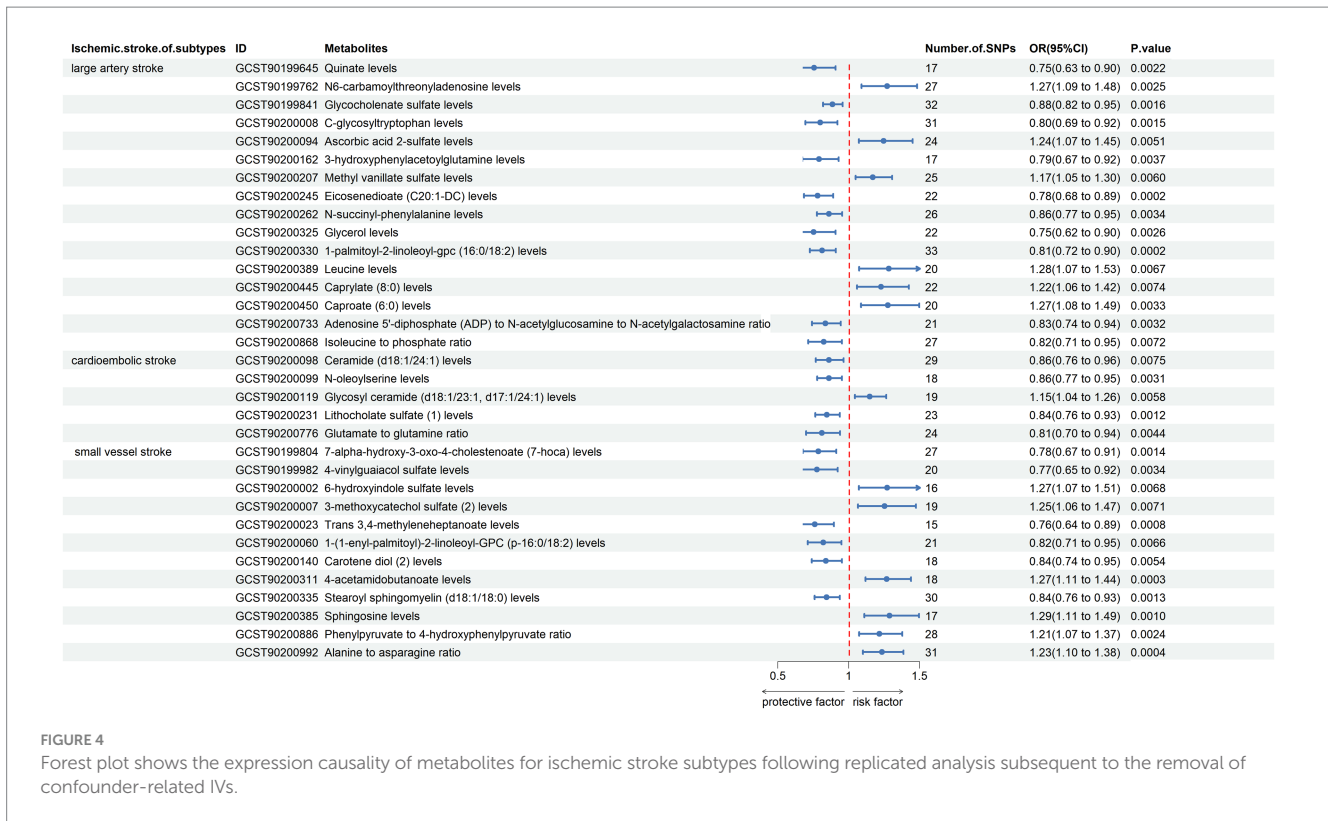 Ischemic.stroke.of.subtypes ID Metabolites Number.of.SNPs OR(95%CI) P.value
large artery stroke GCST90199645 Quinate levels 17 0.75(0.63 to 0.90) 0.0022
GCST90199762 N6-carbamoylthreonyladenosine levels 27 1.27(1.09 to 1.48) 0.0025
GCST90199841 Glycochenolate sulfate levels 32 0.88(0.82 to 0.95) 0.0016
GCST90200008 C-glycosyltryptophan levels 31 0.80(0.69 to 0.92) 0.0015
GCST90200094 Ascorbic acid 2-sulfate levels 24 1.24(1.07 to 1.45) 0.0051
GCST90200162 3-hydroxyphenylacetoylglutamine levels 17 0.79(0.67 to 0.92) 0.0037
GCST90200207 Methyl vanillate sulfate levels 25 1.17(1.05 to 1.30) 0.0060
GCST90200245 Eicosenedioate (C20:1-DC) levels 22 0.78(0.68 to 0.89) 0.0002
GCST90200262 N-succinyl-phenylalanine levels 26 0.86(0.77 to 0.95) 0.0034
GCST90200325 Glycerol levels 22 0.75(0.62 to 0.90) 0.0026
GCST90200330 1-palmitoyl-2-linoleoyl-gpc (16:0/18:2) levels 33 0.81(0.72 to 0.90) 0.0002
GCST90200389 Leucine levels 20 1.28(1.07 to 1.53) 0.0067
GCST90200445 Caprylate (8:0) levels 22 1.22(1.06 to 1.42) 0.0074
GCST90200450 Caproate (6:0) levels 20 1.27(1.08 to 1.49) 0.0033
GCST90200733 Adenosine 5'-diphosphate (ADP) to N-acetylglucosamine to N-acetylgalactosamine ratio 21 0.83(0.74 to 0.94) 0.0032
GCST90200868 Isoleucine to phosphate ratio 27 0.82(0.71 to 0.95) 0.0072
cardioembolic stroke GCST90200098 Ceramide (d18:1/24:1) levels 29 0.86(0.76 to 0.96) 0.0075
GCST90200099 N-oleoylserine levels 18 0.86(0.77 to 0.95) 0.0031
GCST90200119 Glycosyl ceramide (d18:1/23:1, d17:1/24:1) levels 19 1.15(1.04 to 1.26) 0.0058
GCST90200231 Lithocholate sulfate (1) levels 23 0.84(0.76 to 0.93) 0.0012
GCST90200776 Glutamate to glutamine ratio 24 0.81(0.70 to 0.94) 0.0044
small vessel stroke GCST90199804 7-alpha-hydroxy-3-oxo-4-cholestenoate (7-hoca) levels 27 0.78(0.67 to 0.91) 0.0014
GCST90199982 4-vinylguaiacol sulfate levels 20 0.77(0.65 to 0.92) 0.0034
GCST90200002 6-hydroxyindole sulfate levels 16 1.27(1.07 to 1.51) 0.0068
GCST90200007 3-methoxycatechol sulfate (2) levels 19 1.25(1.06 to 1.47) 0.0071
GCST90200023 Trans 3,4-methyleneheptanoate levels 15 0.76(0.64 to 0.89) 0.0008
GCST90200060 1-(1-enyl-palmitoyl)-2-linoleoyl-GPC (p-16:0/18:2) levels 21 0.82(0.71 to 0.95) 0.0066
GCST90200140 Carotene diol (2) levels 18 0.84(0.74 to 0.95) 0.0054
GCST90200311 4-acetamidobutanoate levels 18 1.27(1.11 to 1.44) 0.0003
GCST90200335 Stearoyl sphingomyelin (d18:1/18:0) levels 30 0.84(0.76 to 0.93) 0.0013
GCST90200385 Sphingosine levels 17 1.29(1.11 to 1.49) 0.0010
GCST90200886 Phenylpyruvate to 4-hydroxyphenylpyruvate ratio 28 1.21(1.07 to 1.37) 0.0024
GCST90200992 Alanine to asparagine ratio 31 1.23(1.10 to 1.38) 0.0004
0.5 1 1.5
protective factor risk factor
FIGURE 4
Forest plot shows the expression causality of metabolites for ischemic stroke subtypes following replicated analysis subsequent to the removal of
confounder-related IVs.